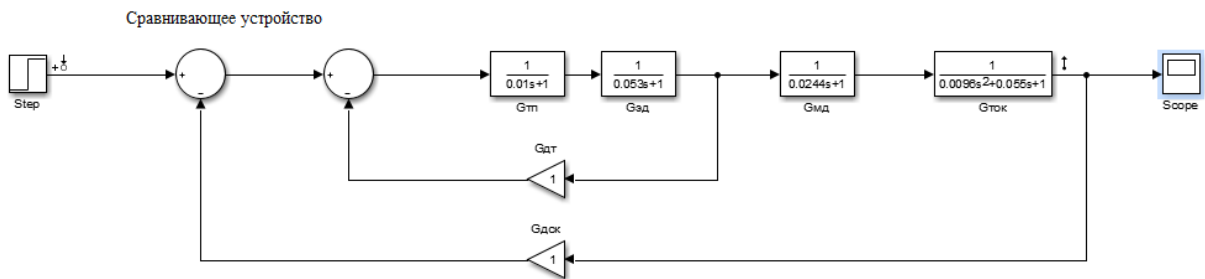 Сравнивающее устройство
Step
+
−
+
−
1
0.01s+1
Gтп
1
0.053s+1
Gэд
1
0.0244s+1
Gмд
1
0.0096s2+0.055s+1
Gток
Scope
Gдт
1
Gдск
1